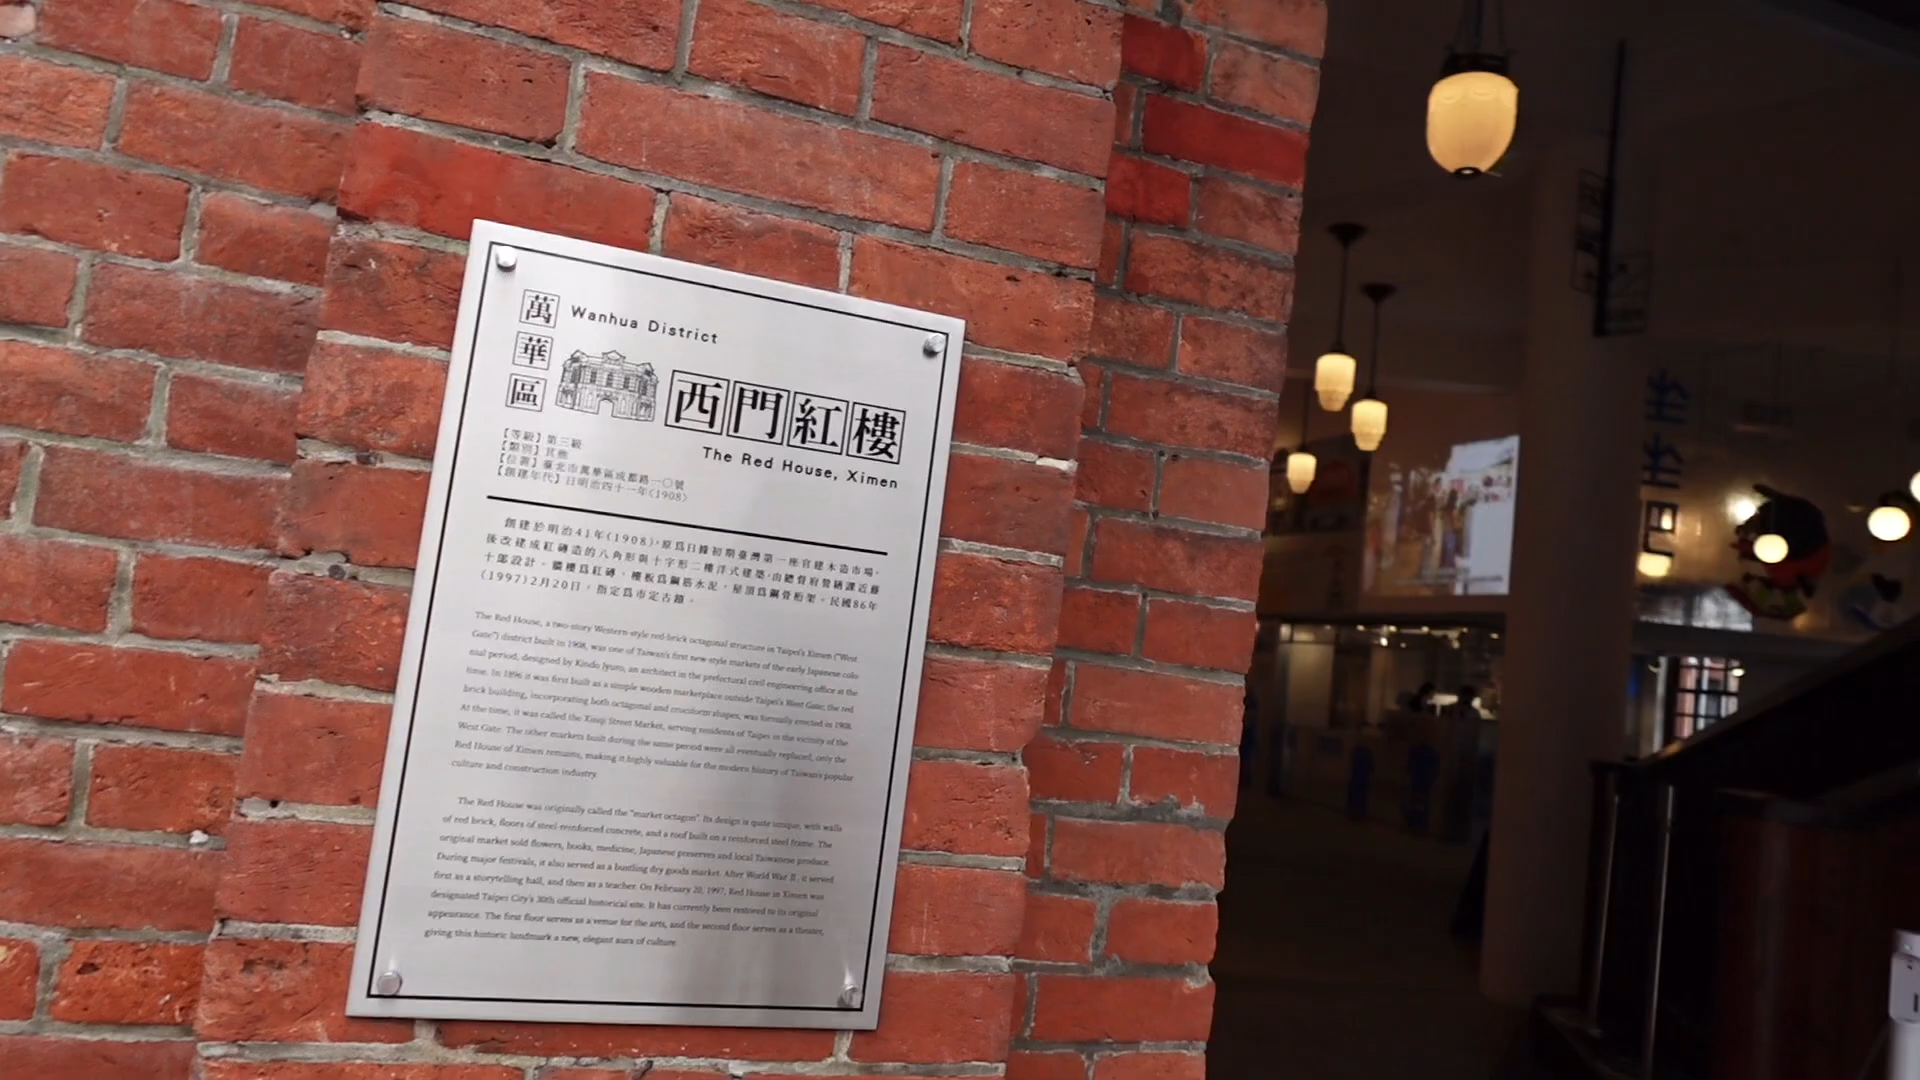 萬華區
Wanhua District
西門紅樓
The Red House, Ximen
【等級】第三級
【類別】其他
【位置】臺北市萬華區成都路一〇號
【創建年代】日明治四十一年(1908)
創建於明治41年(1908)，原為日據初期臺灣第一座官建木造市場，
後改建成紅磚造的八角形與十字形二樓洋式建築，由總督府營繕課近藤
十郎設計。牆樓為紅磚、樓板為鋼筋水泥，屋頂為鋼骨桁架。民國86年
(1997)2月20日，指定為市定古蹟。
The Red House, a two-story Western-style red-brick octagonal structure in Taipei's Ximen ("West
Gate") district built in 1908, was one of Taiwan's first new-style markets of the early Japanese colo
nial period, designed by Kindo Jyuro, an architect in the prefectural civil engineering office at the
time. In 1896 it was first built as a simple wooden marketplace outside Taipei's West Gate; the red
brick building, incorporating both octagonal and cruciform shapes, was formally erected in 1908.
At the time, it was called the Xinqi Street Market, serving residents of Taipei in the vicinity of the
West Gate. The other markets built during the same period were all eventually replaced, only the
Red House of Ximen remains, making it highly valuable for the modern history of Taiwan's popular
culture and construction industry.
The Red House was originally called the "market octagon". Its design is quite unique, with walls
of red brick, floors of steel-reinforced concrete, and a roof built on a reinforced steel frame. The
original market sold flowers, books, medicine, Japanese preserves and local Taiwanese produce.
During major festivals, it also served as a bustling dry goods market. After World War II, it served
first as a storytelling hall, and then as a teacher. On February 20, 1997, Red House in Ximen was
designated Taipei City's 30th official historical site. It has currently been restored to its original
appearance. The first floor serves as a venue for the arts, and the second floor serves as a theater,
giving this historic landmark a new, elegant aura of culture.
坐坐吧